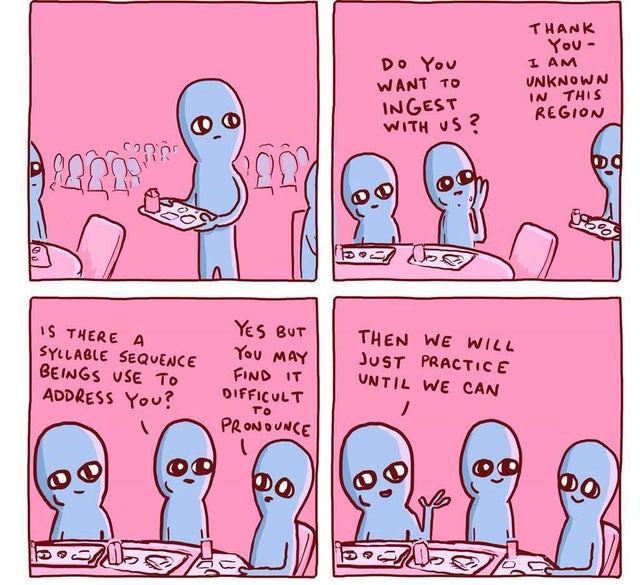 DO YOU
WANT TO
INGEST
WITH US?
THANK
YOU -
I AM
UNKNOWN
IN THIS
REGION
IS THERE A
SYLLABLE SEQUENCE
BEINGS USE TO
ADDRESS YOU?
YES BUT
YOU MAY
FIND IT
DIFFICULT
TO
PRONOUNCE
THEN WE WILL
JUST PRACTICE
UNTIL WE CAN